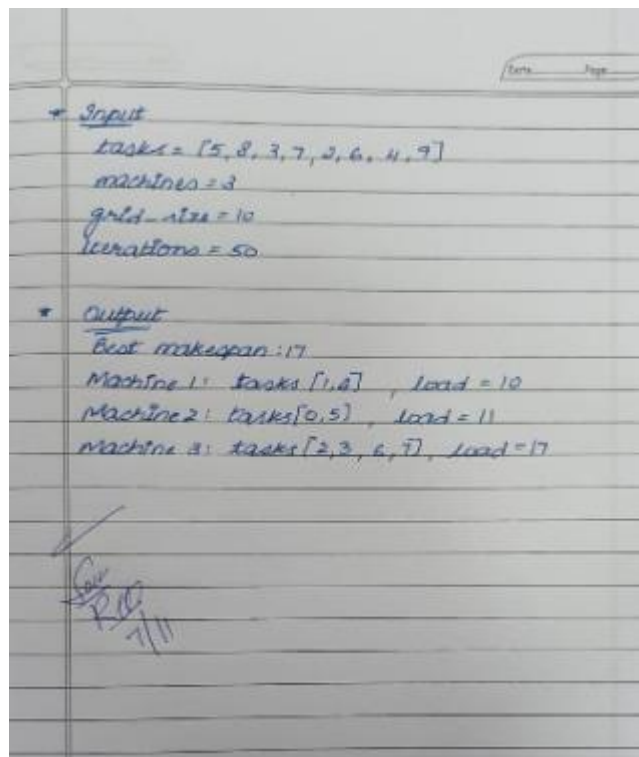 Date Page
* Input
tasks = [5, 8, 3, 7, 2, 6, 4, 9]
machines = 3
grid_size = 10
iterations = 50
* Output
Best makespan : 17
Machine 1 : tasks [1,4] , load = 10
Machine 2 : tasks [0,5] , load = 11
Machine 3 : tasks [2,3, 6, 7] , load = 17
7/11